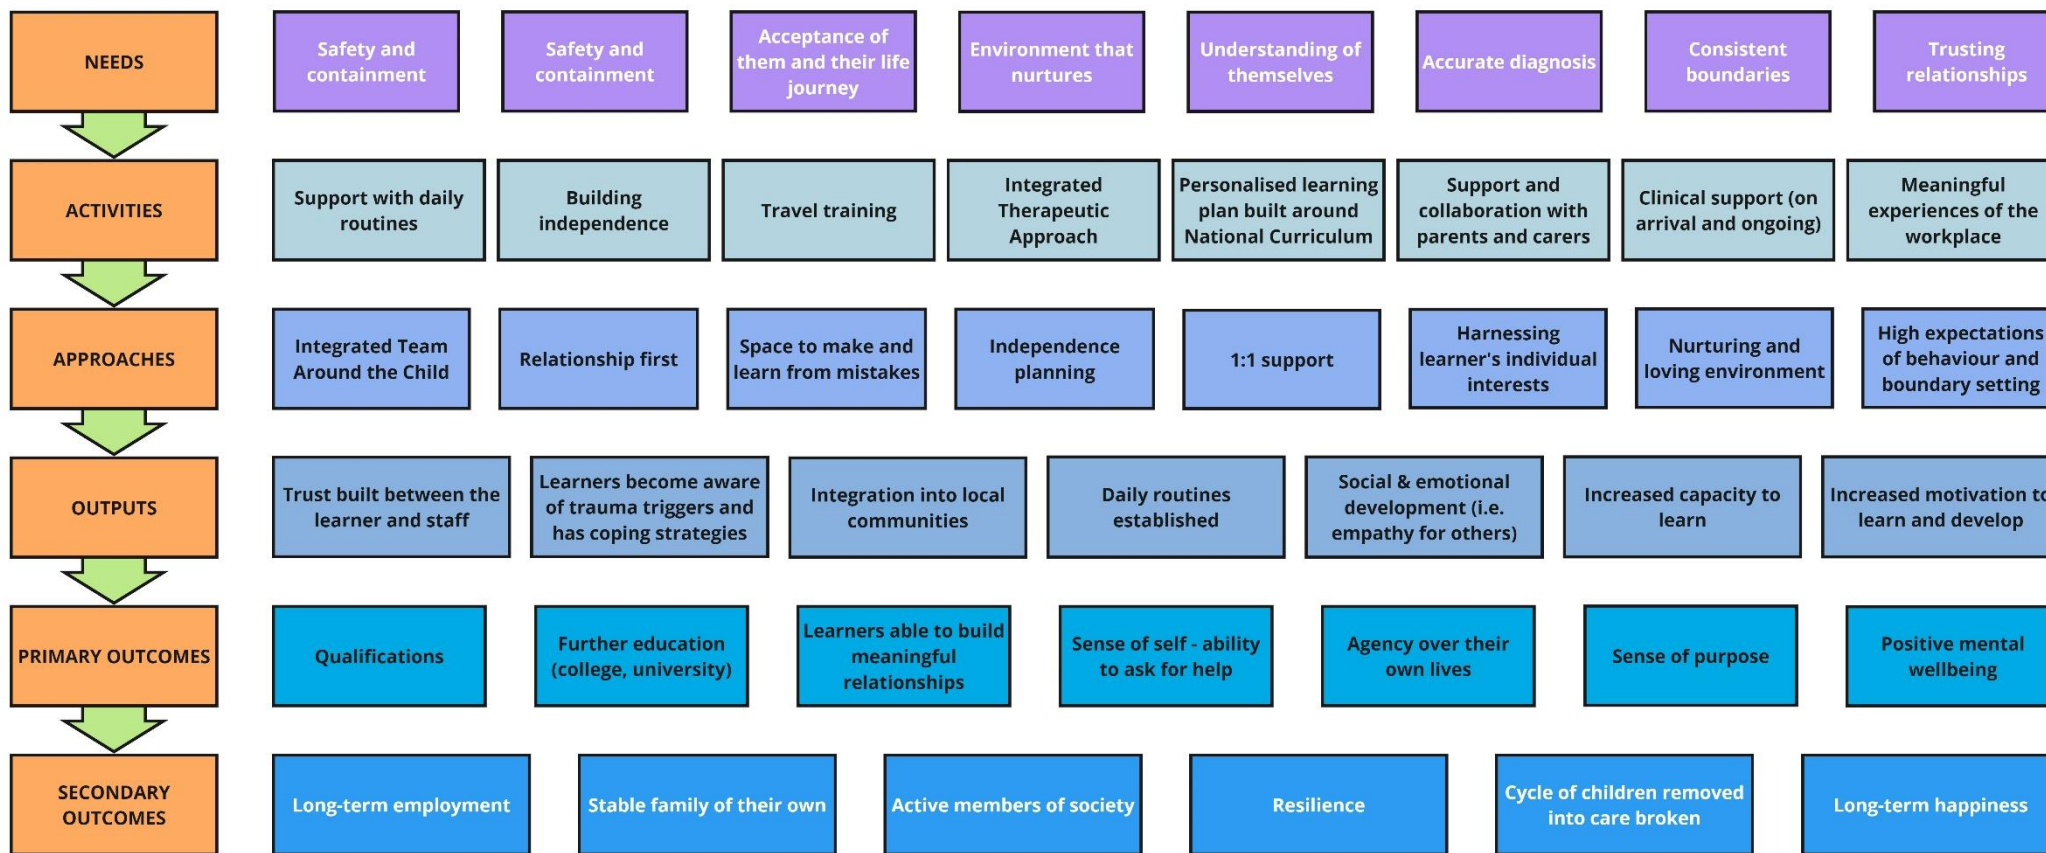 NEEDS
Safety and
containment
Safety and
containment
Acceptance of
them and their life
journey
Environment that
nurtures
Understanding of
themselves
Accurate diagnosis
Consistent
boundaries
Trusting
relationships
ACTIVITIES
Support with daily
routines
Building
independence
Travel training
Integrated
Therapeutic
Approach
Personalised learning
plan built around
National Curriculum
Support and
collaboration with
parents and carers
Clinical support (on
arrival and ongoing)
Meaningful
experiences of the
workplace
APPROACHES
Integrated Team
Around the Child
Relationship first
Space to make and
learn from mistakes
Independence
planning
1:1 support
Harnessing
learner's individual
interests
Nurturing and
loving environment
High expectations
of behaviour and
boundary setting
OUTPUTS
Trust built between the
learner and staff
Learners become aware
of trauma triggers and
has coping strategies
Integration into local
communities
Daily routines
established
Social & emotional
development (i.e.
empathy for others)
Increased capacity to
learn
Increased motivation to
learn and develop
PRIMARY OUTCOMES
Qualifications
Further education
(college, university)
Learners able to build
meaningful
relationships
Sense of self - ability
to ask for help
Agency over their
own lives
Sense of purpose
Positive mental
wellbeing
SECONDARY
OUTCOMES
Long-term employment
Stable family of their own
Active members of society
Resilience
Cycle of children removed
into care broken
Long-term happiness